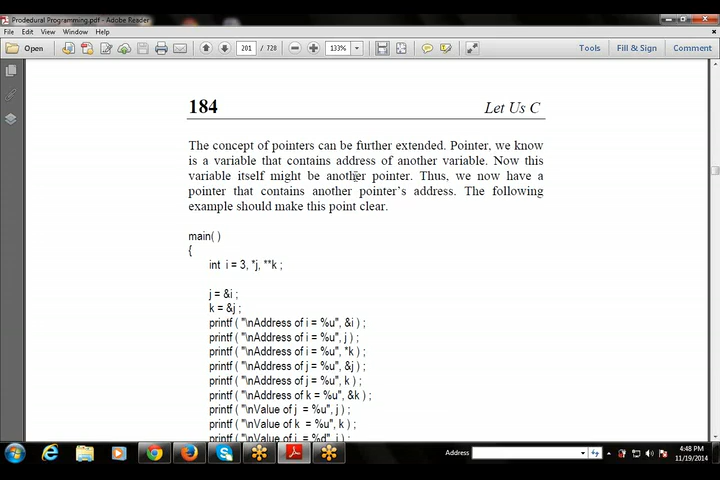 Prodedural Programming.pdf - Adobe Reader
File Edit View Window Help
Open 201 / 728 133% Tools Fill & Sign Comment
184 Let Us C
The concept of pointers can be further extended. Pointer, we know
is a variable that contains address of another variable. Now this
variable itself might be another pointer. Thus, we now have a
pointer that contains another pointer's address. The following
example should make this point clear.
main( )
{
int i = 3, *j, **k ;
j = &i ;
k = &j ;
printf ( "\nAddress of i = %u", &i ) ;
printf ( "\nAddress of i = %u", j ) ;
printf ( "\nAddress of i = %u", *k ) ;
printf ( "\nAddress of j = %u", &j ) ;
printf ( "\nAddress of j = %u", k ) ;
printf ( "\nAddress of k = %u", &k ) ;
printf ( "\nValue of j = %u", j ) ;
printf ( "\nValue of k = %u", k ) ;
printf ( "\nValue of i = %d", i ) ;
Address
4:48 PM
11/19/2014